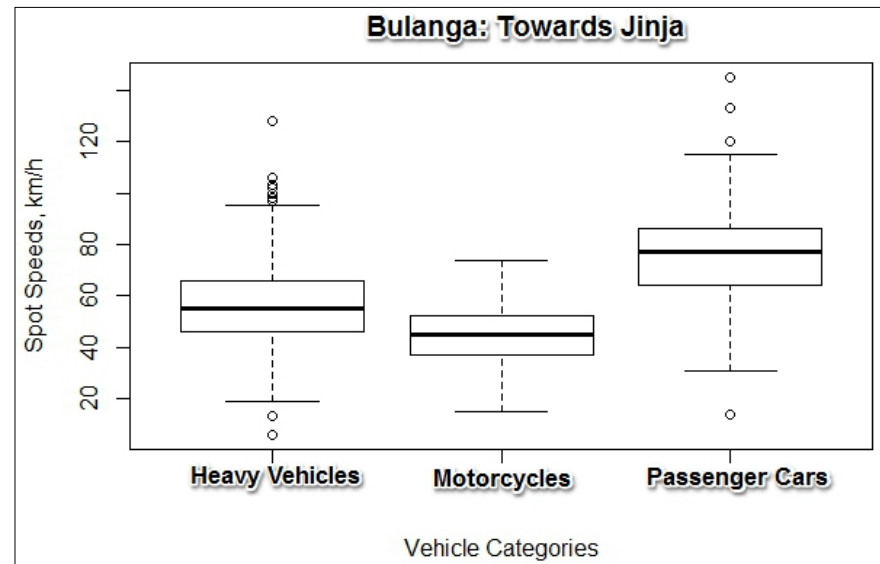 Bulanga: Towards Jinja
Spot Speeds, km/h
120
80
60
40
20
Heavy Vehicles Motorcycles Passenger Cars
Vehicle Categories